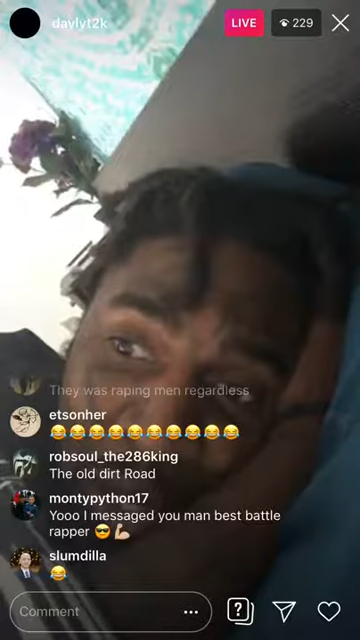 daylyt2k
LIVE
229
They was raping men regardless
etsonher
😂😂😂😂😂😂😂😂😂😂
robsoul_the286king
The old dirt Road
montypython17
Yooo I messaged you man best battle
rapper 😎💪🏽
slumdilla
😂
Comment